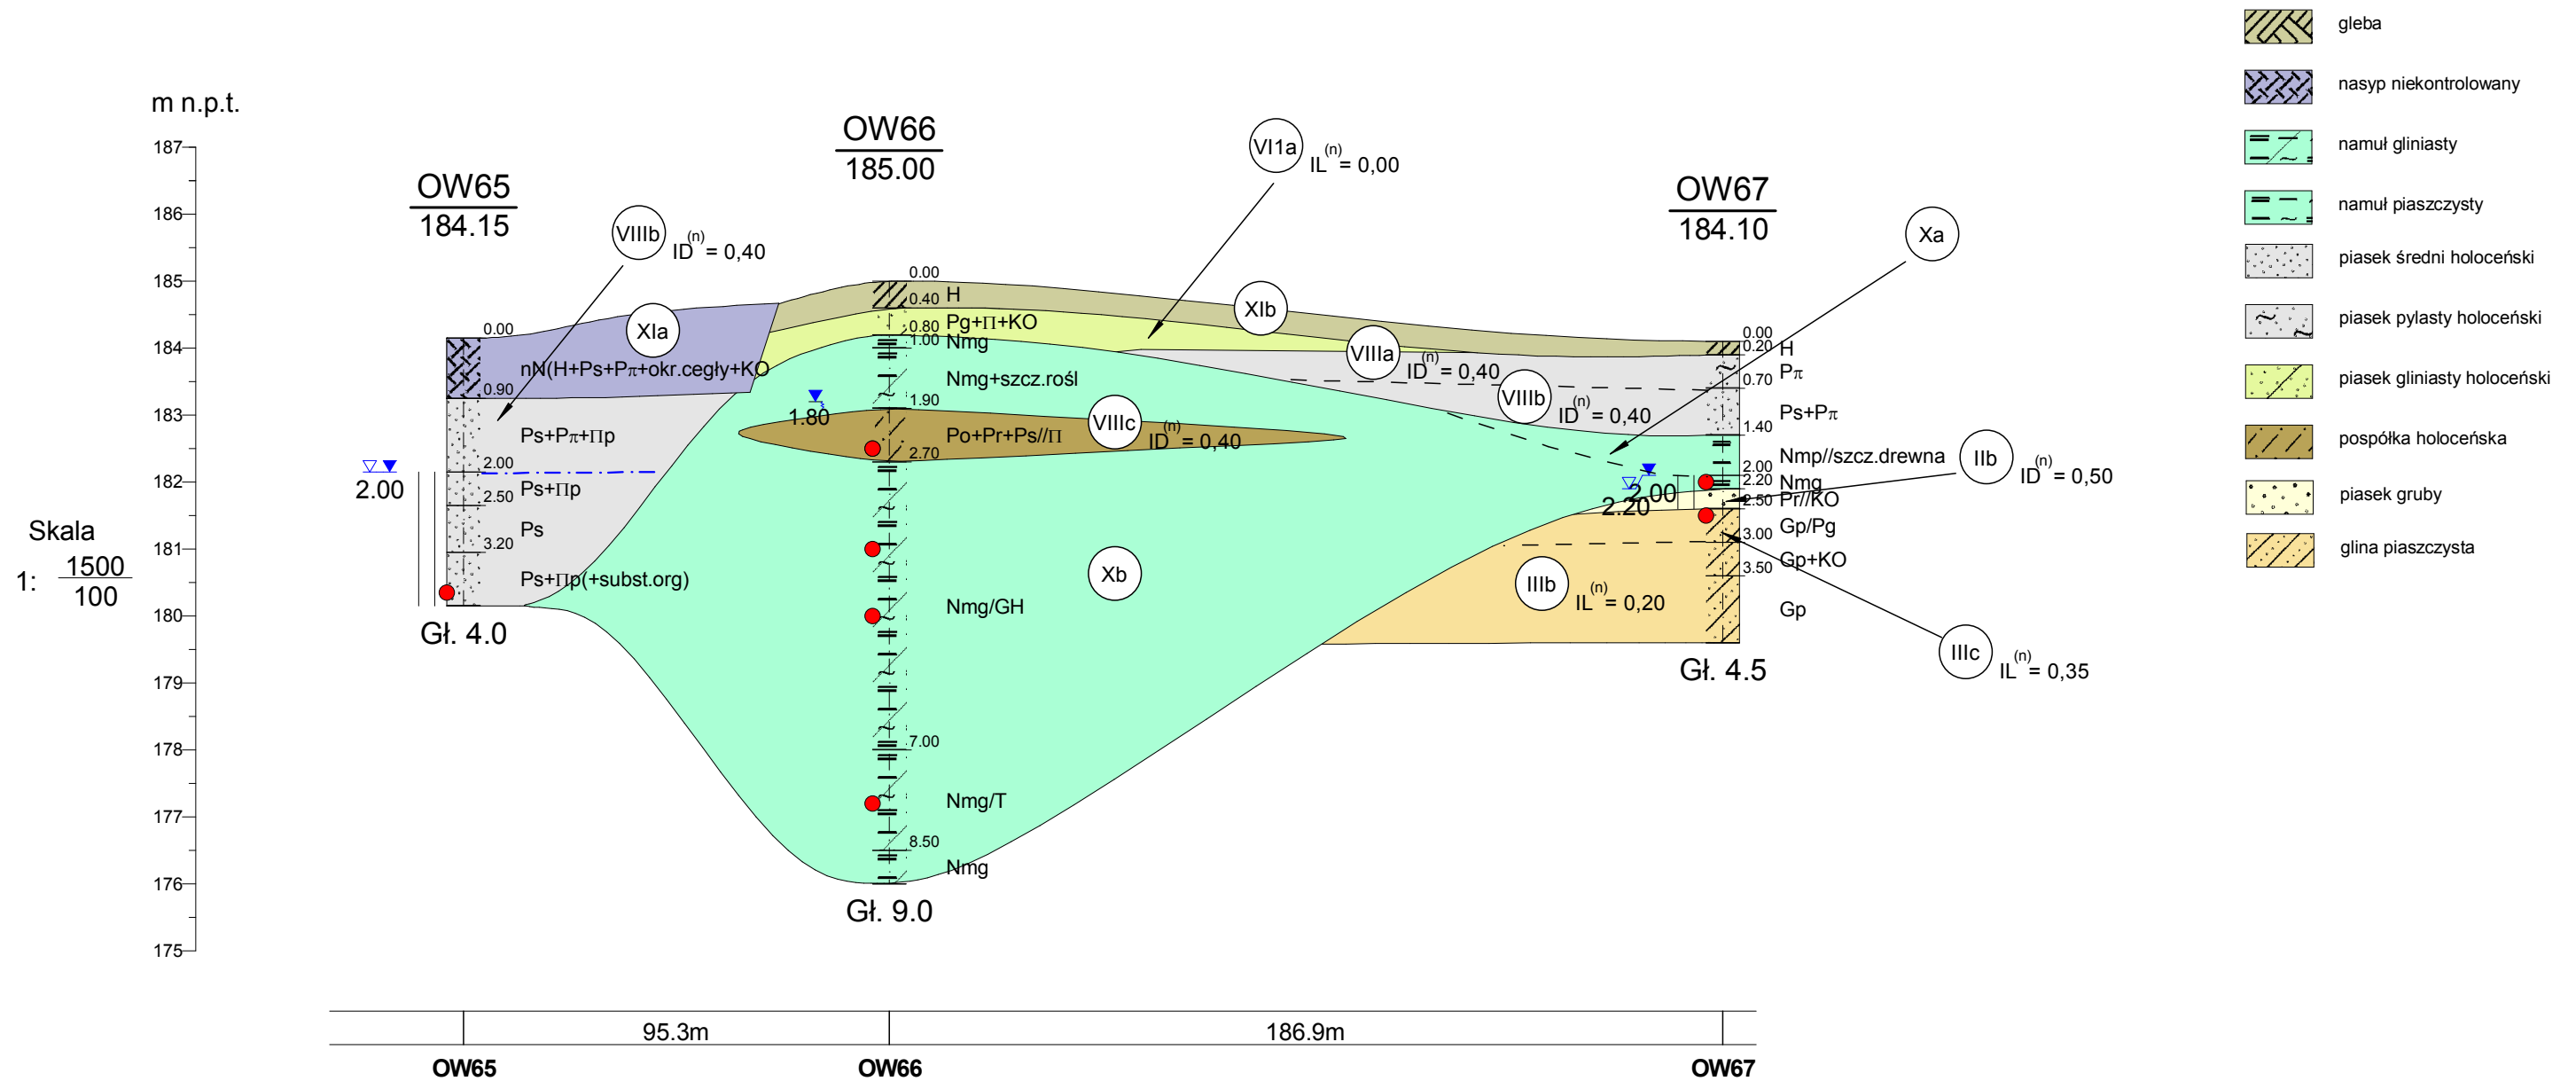 m n.p.t.
187
186
185
184
183
182
181
180
179
178
177
176
175
Skala
1: 1500
100
OW65
184.15
0.00
0.90
2.00
2.50
3.20
nN(H+Ps+Pπ+okr.cegły+KO
Ps+Pπ+Πp
Ps+Πp
Ps
Ps+Πp(+subst.org)
2.00
Gł. 4.0
VIIIb
ID(n) = 0,40
XIa
OW66
185.00
0.00
0.40
0.80
1.00
1.90
2.70
7.00
8.50
H
Pg+Π+KO
Nmg
Nmg+szcz.rośl
Po+Pr+Ps//Π
Nmg/GH
Nmg/T
Nmg
1.80
Gł. 9.0
VI1a
IL(n) = 0,00
XIb
VIIIa
ID(n) = 0,40
VIIIb
ID(n) = 0,40
VIIIc
ID(n) = 0,40
Xb
IIIb
IL(n) = 0,20
OW67
184.10
0.00
0.20
0.70
1.40
2.00
2.20
2.50
3.00
3.50
H
Pπ
Ps+Pπ
Nmp//szcz.drewna
Nmg
Pr//KO
Gp/Pg
Gp+KO
Gp
2.00
2.20
Gł. 4.5
Xa
IIb
ID(n) = 0,50
IIIc
IL(n) = 0,35
95.3m
186.9m
OW65
OW66
OW67
gleba
nasyp niekontrolowany
namuł gliniasty
namuł piaszczysty
piasek średni holoceński
piasek pylasty holoceński
piasek gliniasty holoceński
pospółka holoceńska
piasek gruby
glina piaszczysta